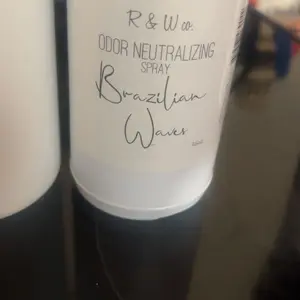 R & W co.
ODOR NEUTRALIZING
SPRAY
Brazilian
Waves